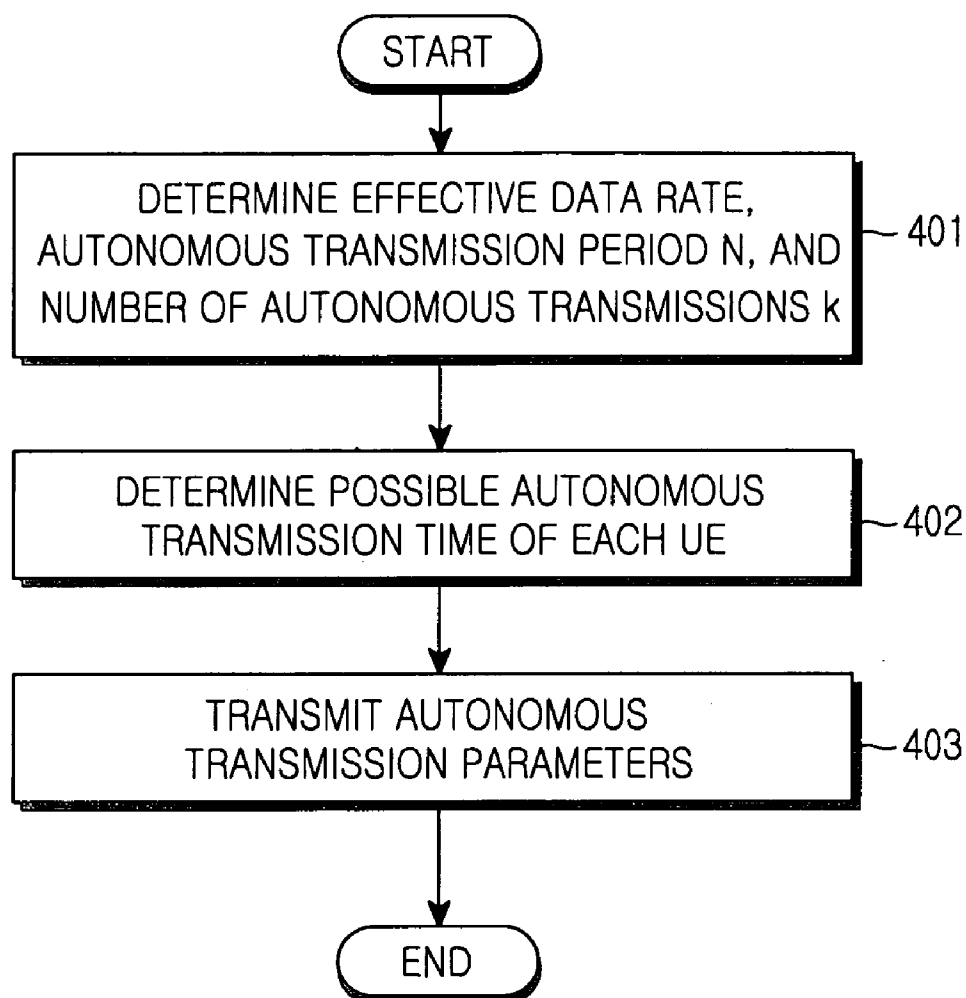 START
DETERMINE EFFECTIVE DATA RATE,
AUTONOMOUS TRANSMISSION PERIOD N, AND
NUMBER OF AUTONOMOUS TRANSMISSIONS k
401
DETERMINE POSSIBLE AUTONOMOUS
TRANSMISSION TIME OF EACH UE
402
TRANSMIT AUTONOMOUS
TRANSMISSION PARAMETERS
403
END